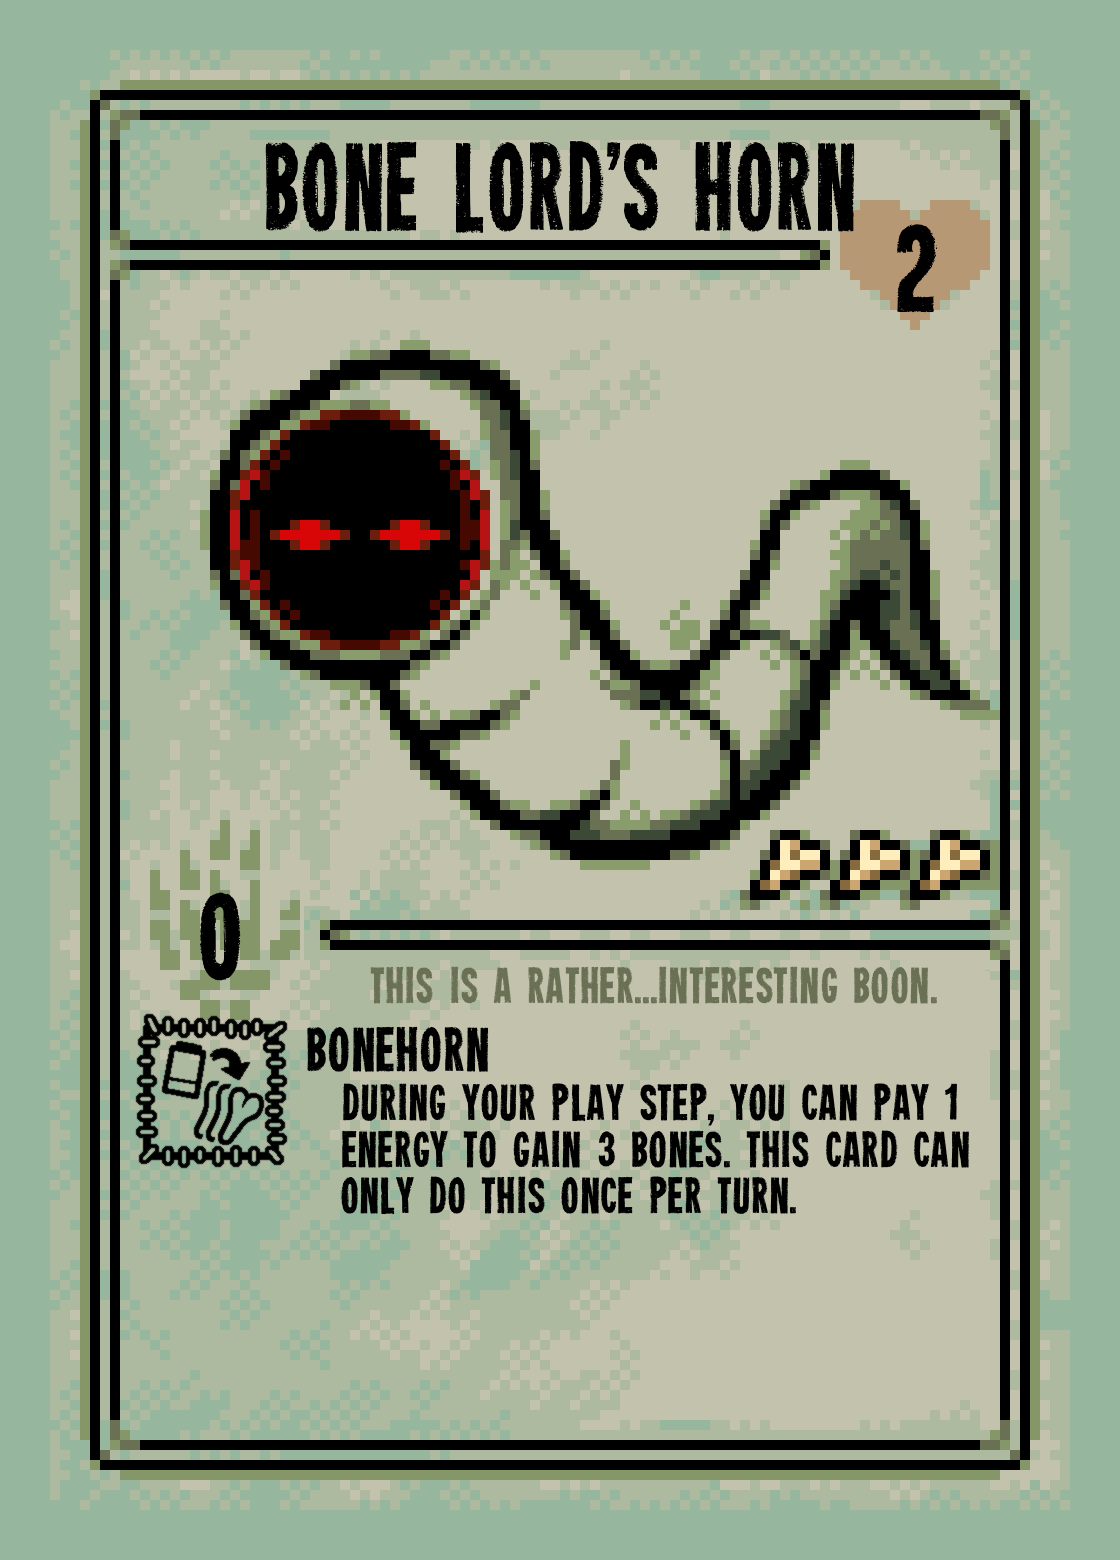 BONE LORD'S HORN
2
0
THIS IS A RATHER...INTERESTING BOON.
BONEHORN
DURING YOUR PLAY STEP, YOU CAN PAY 1
ENERGY TO GAIN 3 BONES. THIS CARD CAN
ONLY DO THIS ONCE PER TURN.